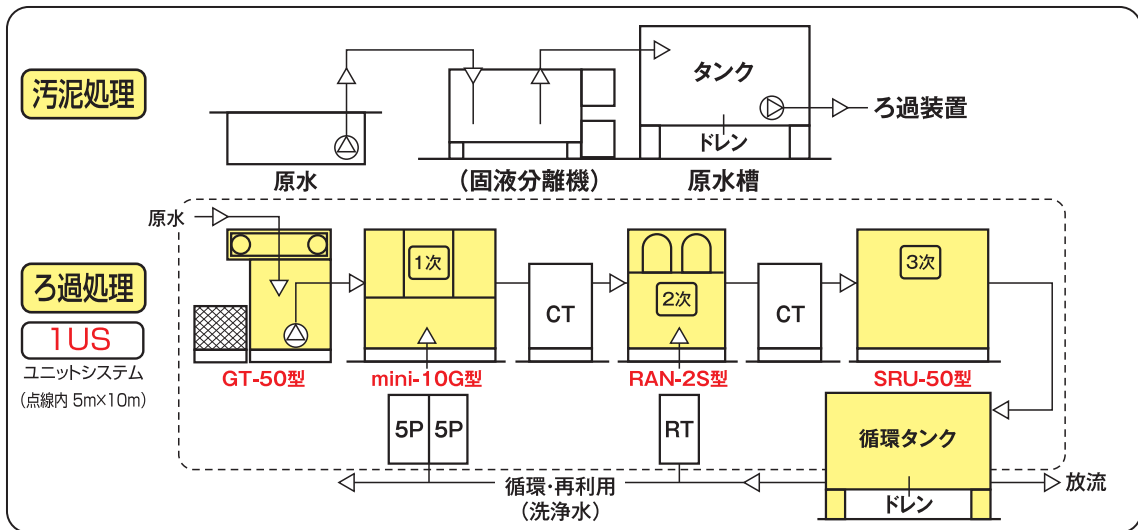 汚泥処理
タンク
ろ過装置
ドレン
原水
(固液分離機)
原水槽
原水
ろ過処理
1US
ユニットシステム
(点線内 5m×10m)
1次
CT
2次
CT
3次
GT-50型
mini-10G型
RAN-2S型
SRU-50型
5P
5P
RT
循環タンク
循環・再利用
(洗浄水)
ドレン
放流